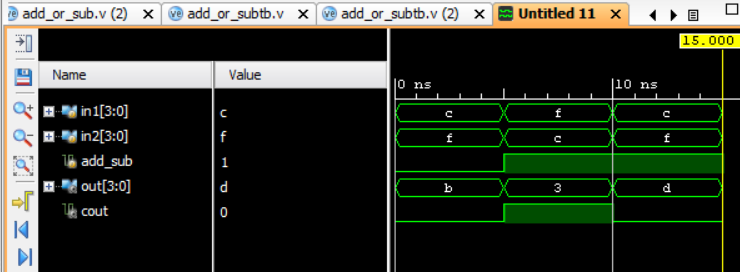 add_or_sub.v (2) × add_or_subtb.v × add_or_subtb.v (2) × Untitled 11 ×
15.000
Name Value
0 ns 10 ns
in1[3:0] c c f c
in2[3:0] f f c f
add_sub 1
out[3:0] d b 3 d
cout 0